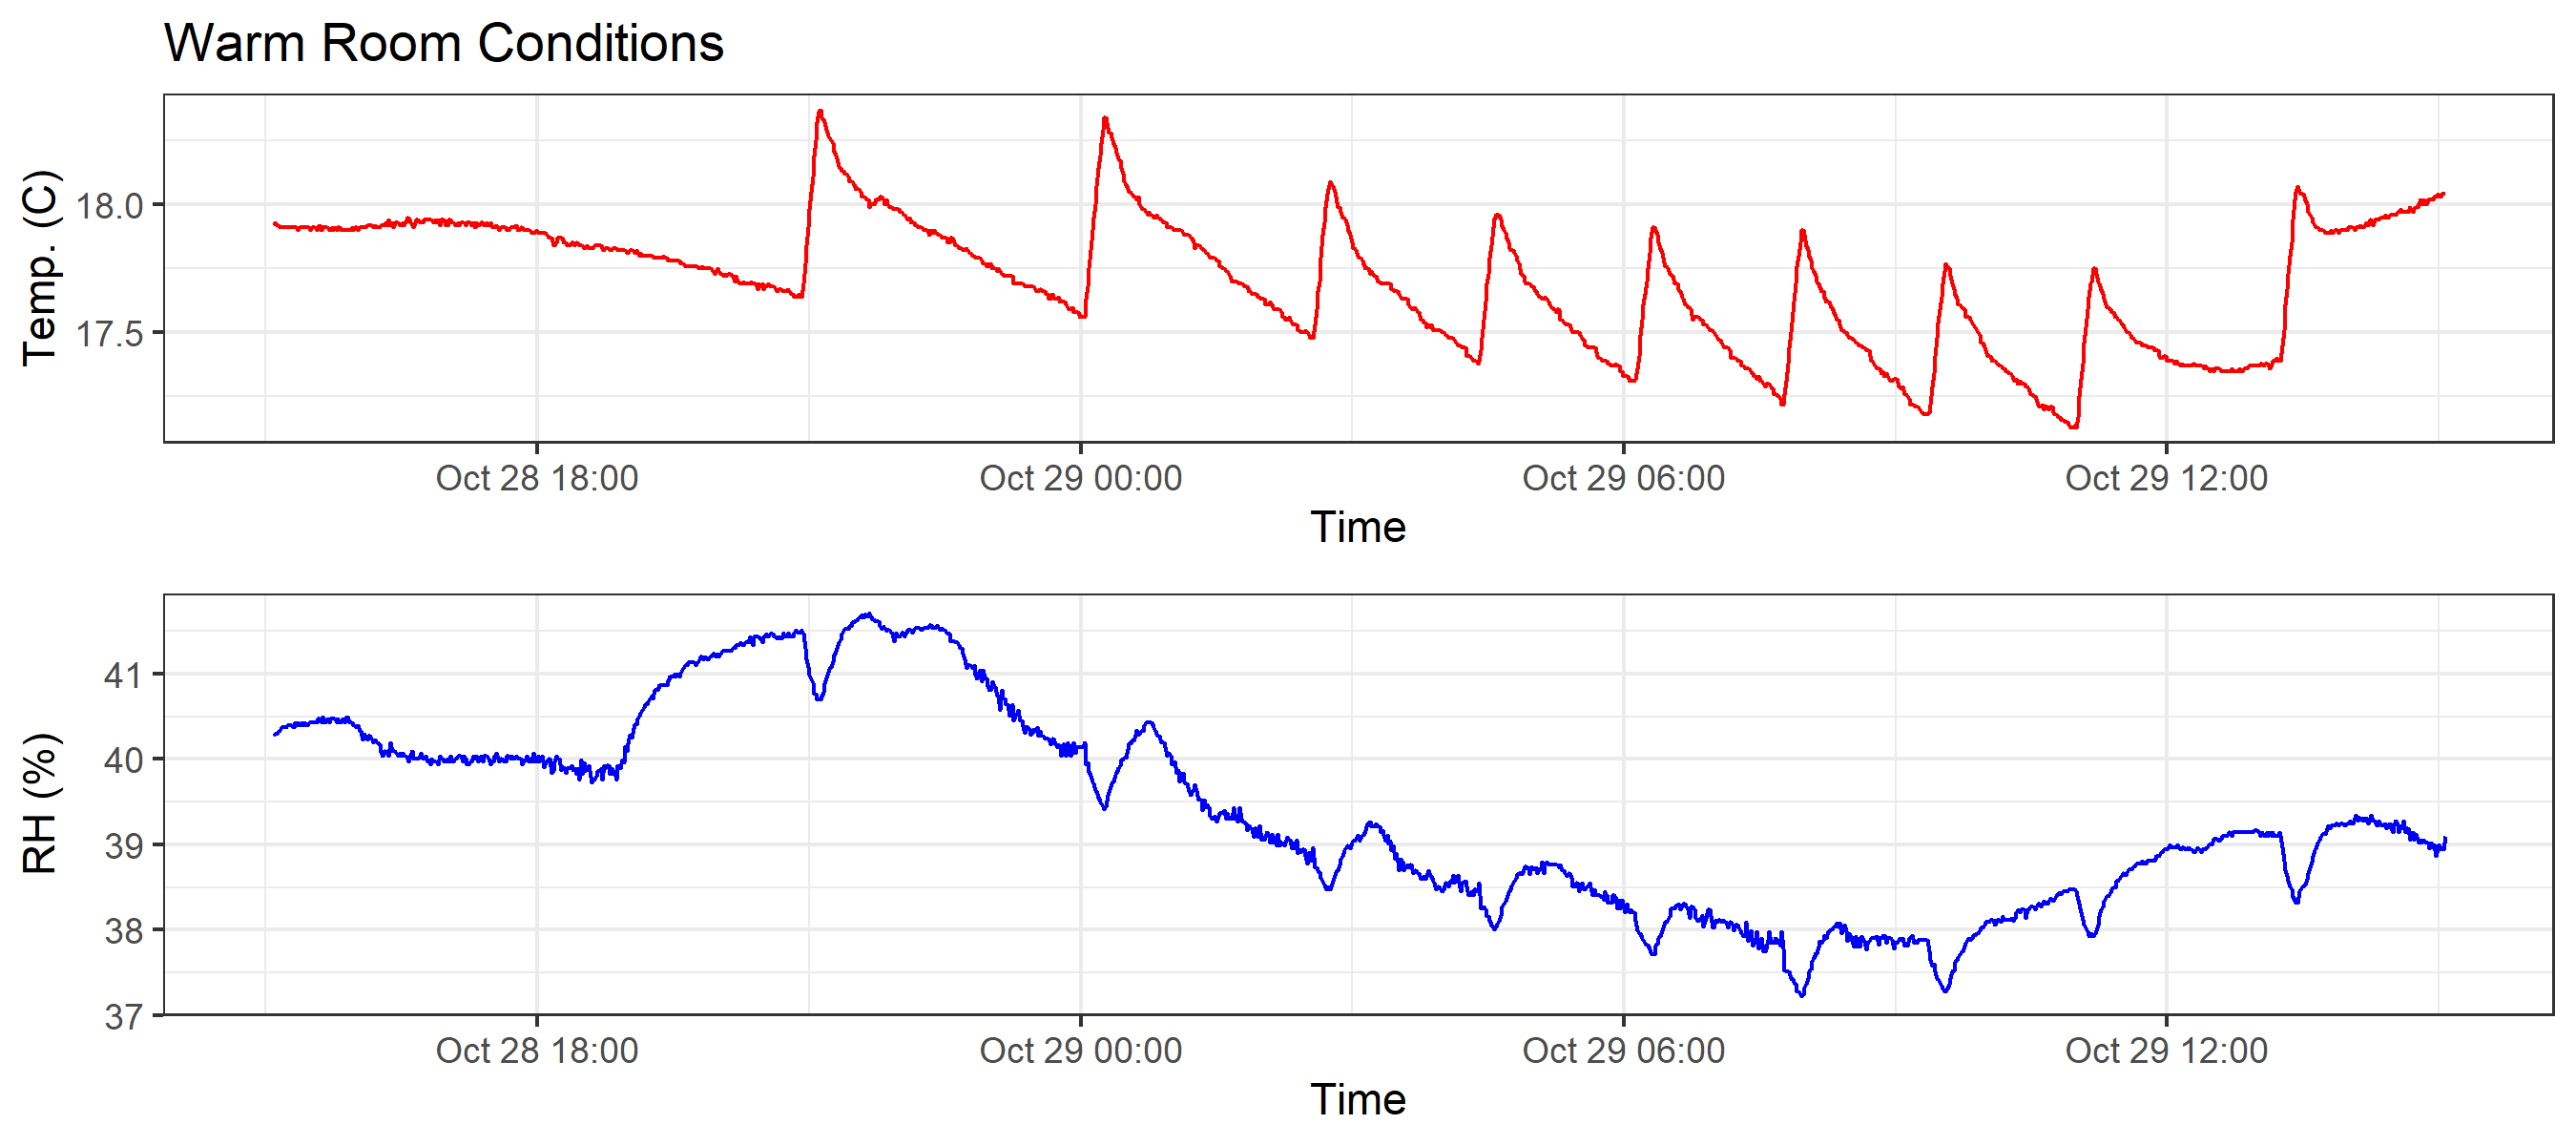 Warm Room Conditions
Temp. (C)
18.0
17.5
Oct 28 18:00 Oct 29 00:00 Oct 29 06:00 Oct 29 12:00
Time
RH (%)
41
40
39
38
37
Oct 28 18:00 Oct 29 00:00 Oct 29 06:00 Oct 29 12:00
Time